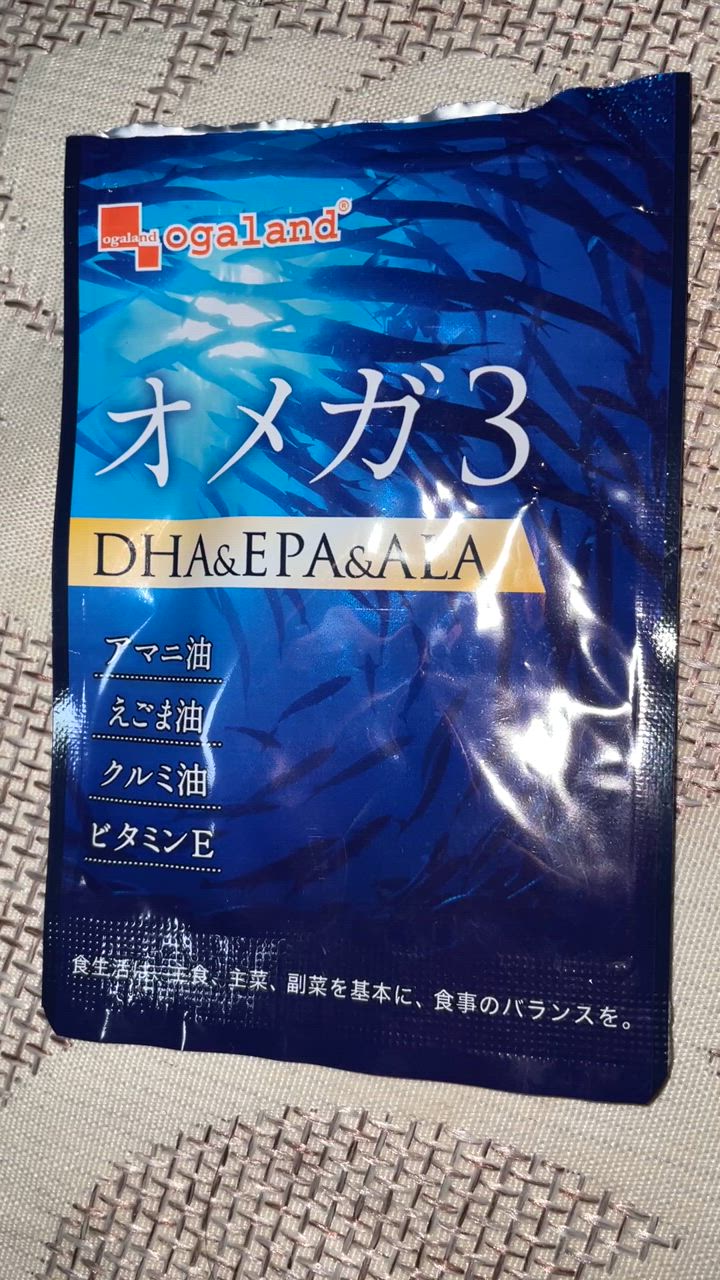 ogaland
ogaland®
オメガ3
DHA&EPA&ALA
アマニ油
えごま油
クルミ油
ビタミンE
食生活は、主食、主菜、副菜を基本に、食事のバランスを。